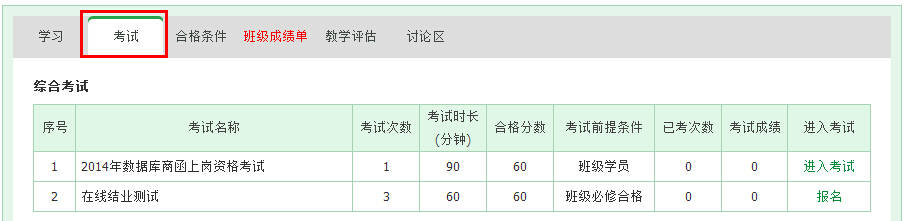 学习 考试 合格条件 班级成绩单 教学评估 讨论区
综合考试
序号 考试名称 考试次数 考试时长(分钟) 合格分数 考试前提条件 已考次数 考试成绩 进入考试
1 2014年数据库商函上岗资格考试 1 90 60 班级学员 0 0 进入考试
2 在线结业测试 3 60 60 班级必修合格 0 0 报名